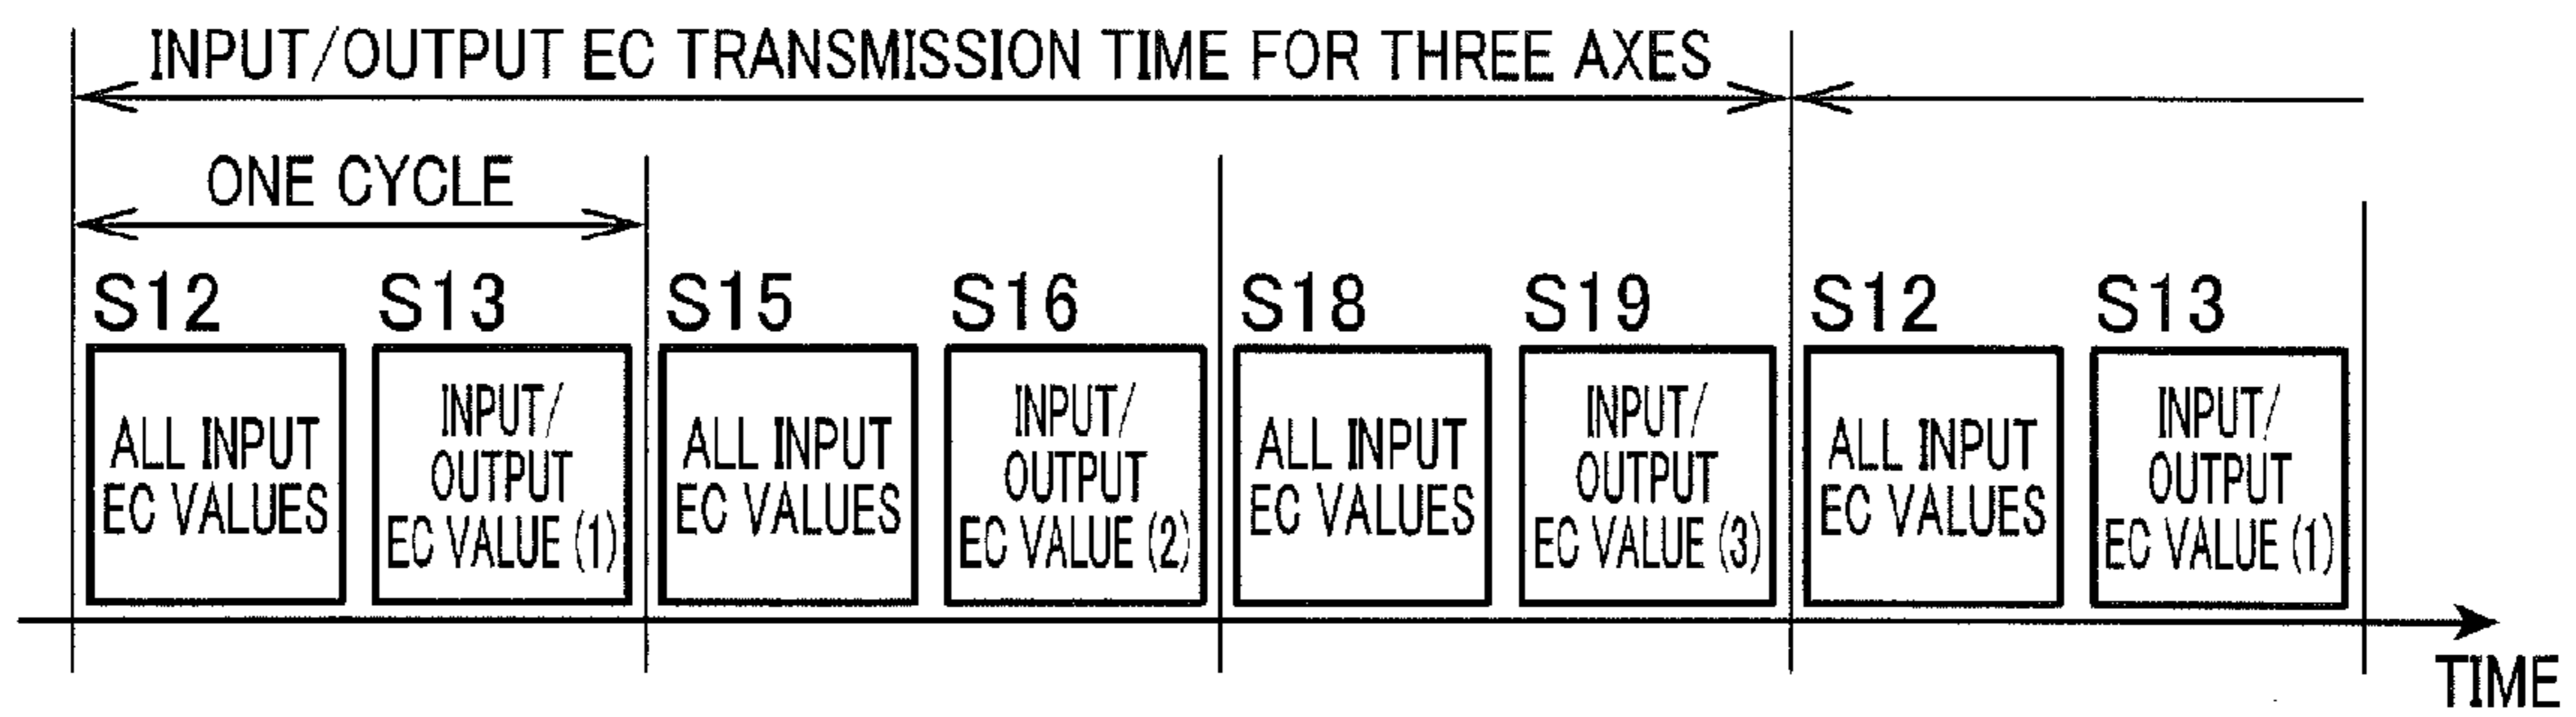 INPUT/OUTPUT EC TRANSMISSION TIME FOR THREE AXES
ONE CYCLE
S12
S13
S15
S16
S18
S19
S12
S13
ALL INPUT
EC VALUES
INPUT/
OUTPUT
EC VALUE (1)
ALL INPUT
EC VALUES
INPUT/
OUTPUT
EC VALUE (2)
ALL INPUT
EC VALUES
INPUT/
OUTPUT
EC VALUE (3)
ALL INPUT
EC VALUES
INPUT/
OUTPUT
EC VALUE (1)
TIME